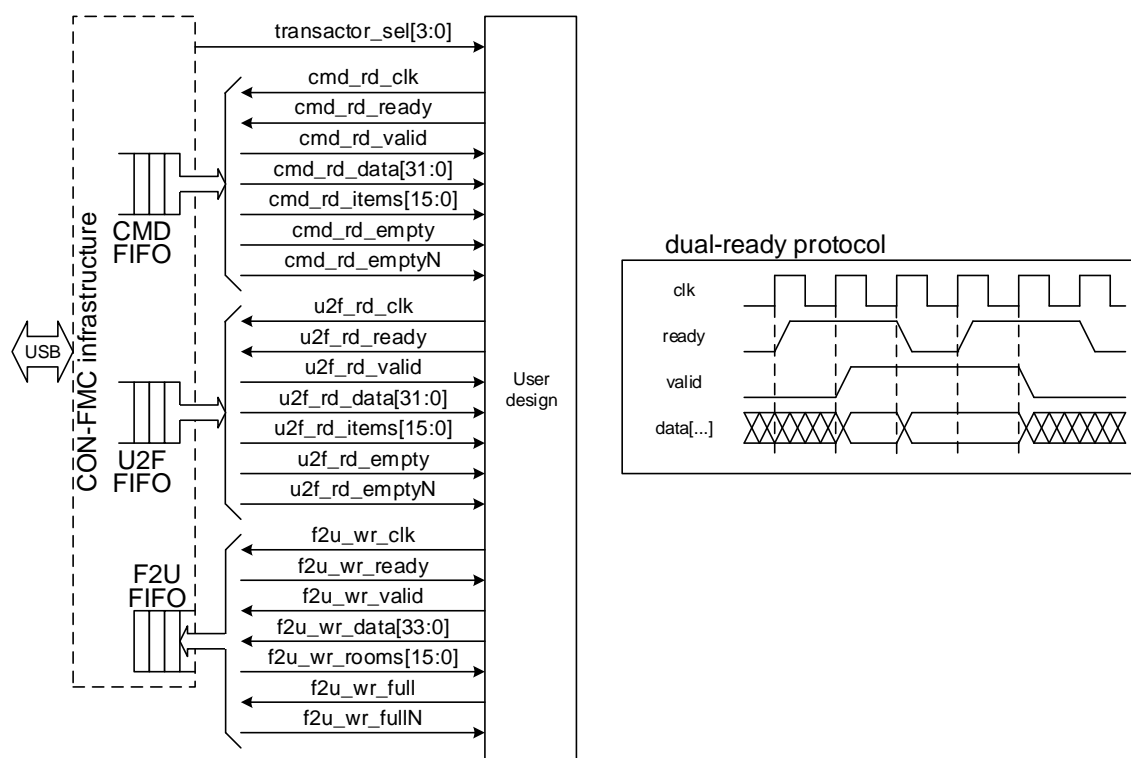 transactor_sel[3:0]
cmd_rd_clk
cmd_rd_ready
cmd_rd_valid
cmd_rd_data[31:0]
cmd_rd_items[15:0]
cmd_rd_empty
cmd_rd_emptyN
CMD
FIFO
u2f_rd_clk
u2f_rd_ready
u2f_rd_valid
u2f_rd_data[31:0]
u2f_rd_items[15:0]
u2f_rd_empty
u2f_rd_emptyN
U2F
FIFO
f2u_wr_clk
f2u_wr_ready
f2u_wr_valid
f2u_wr_data[33:0]
f2u_wr_rooms[15:0]
f2u_wr_full
f2u_wr_fullN
F2U
FIFO
USB
CON-FMC infrastructure
User
design
dual-ready protocol
clk
ready
valid
data[...]